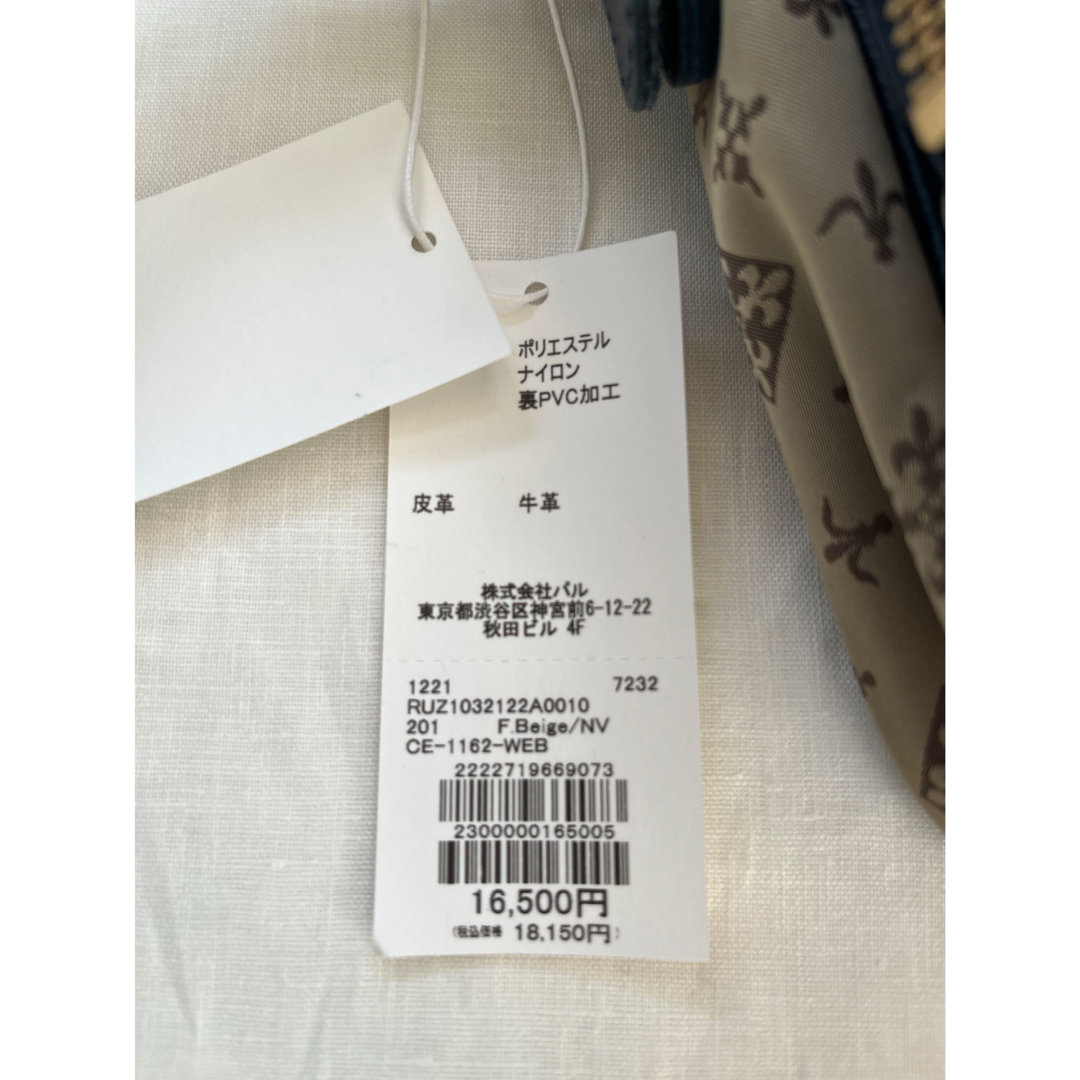 ポリエステル
ナイロン
裏PVC加工
皮革 牛革
株式会社パル
東京都渋谷区神宮前6-12-22
秋田ビル 4F
1221 7232
RUZ1032122A0010
201 F.Beige/NV
CE-1162-WEB
2222719669073
2300000165005
16,500円
(税込価格 18,150円)